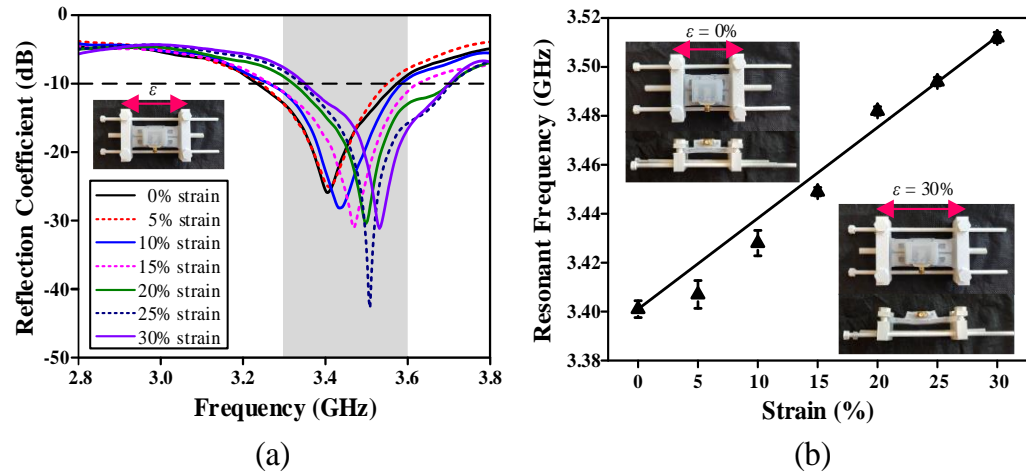 (a)
0
-10
-20
-30
-40
-50
Reflection Coefficient (dB)
ε
0% strain
5% strain
10% strain
15% strain
20% strain
25% strain
30% strain
2.8 3.0 3.2 3.4 3.6 3.8
Frequency (GHz)
(a)
(b)
3.52
3.50
3.48
3.46
3.44
3.42
3.40
3.38
Resonant Frequency (GHz)
ε = 0%
ε = 30%
0 5 10 15 20 25 30
Strain (%)
(b)